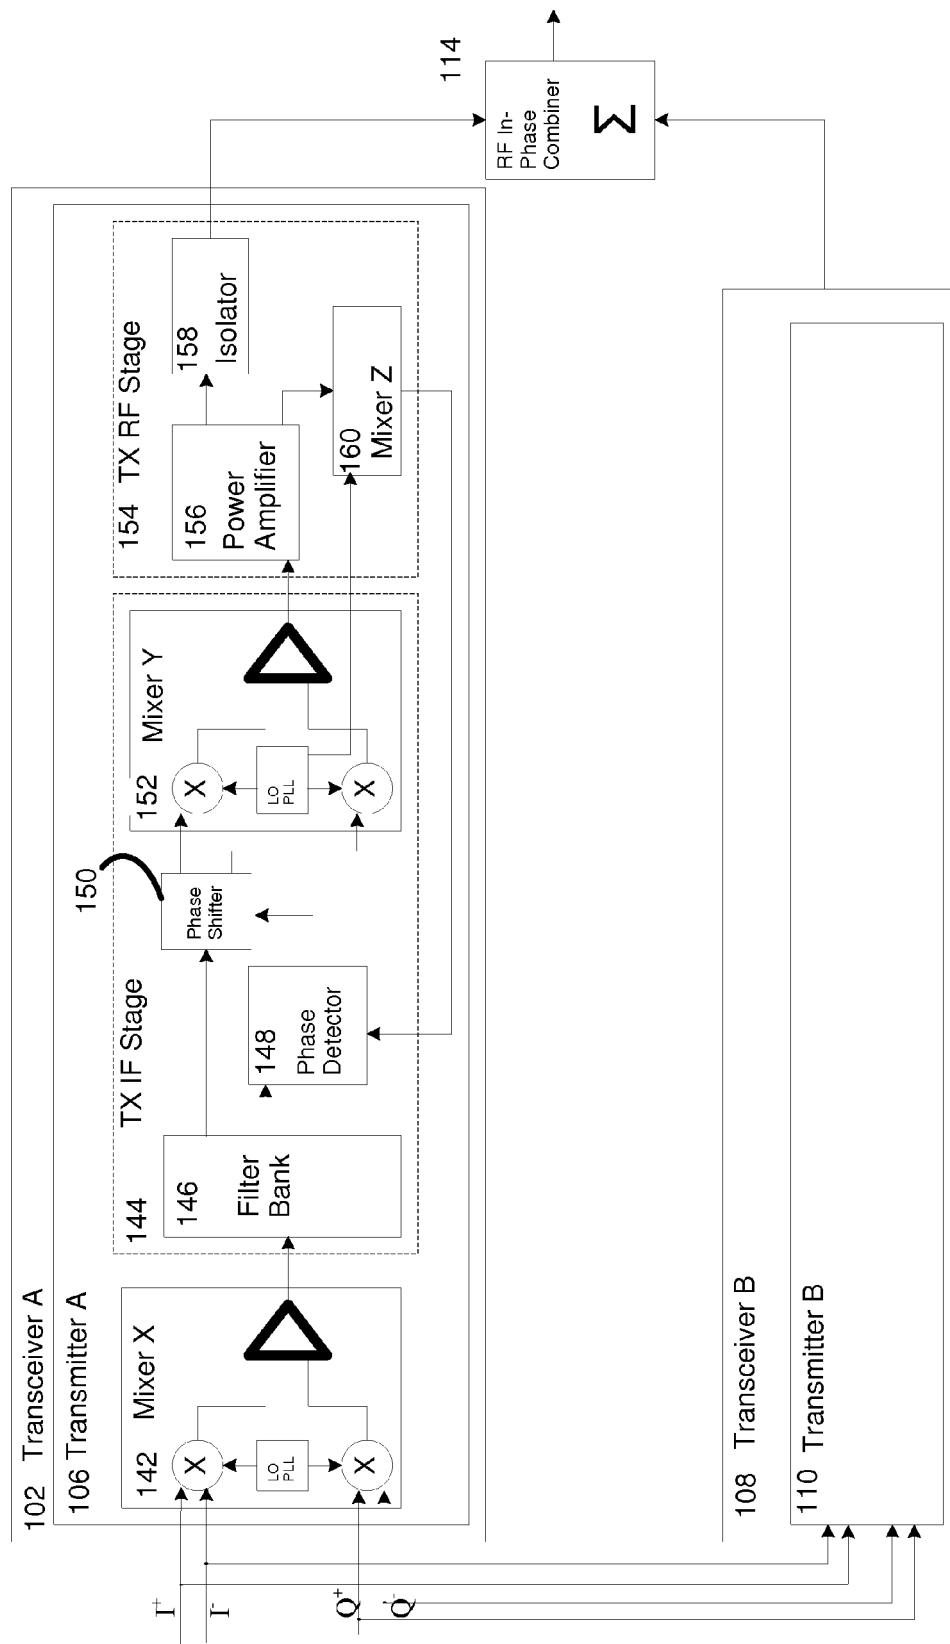 102 Transceiver A
106 Transmitter A
142
Mixer X
X
LO
PLL
X
144
TX IF Stage
146
Filter
Bank
148
Phase
Detector
150
Phase
Shifter
152
Mixer Y
X
LO
PLL
X
154 TX RF Stage
156
Power
Amplifier
158
Isolator
160
Mixer Z
114
RF In-
Phase
Combiner
Σ
I+
I-
Q+
Q-
108 Transceiver B
110 Transmitter B